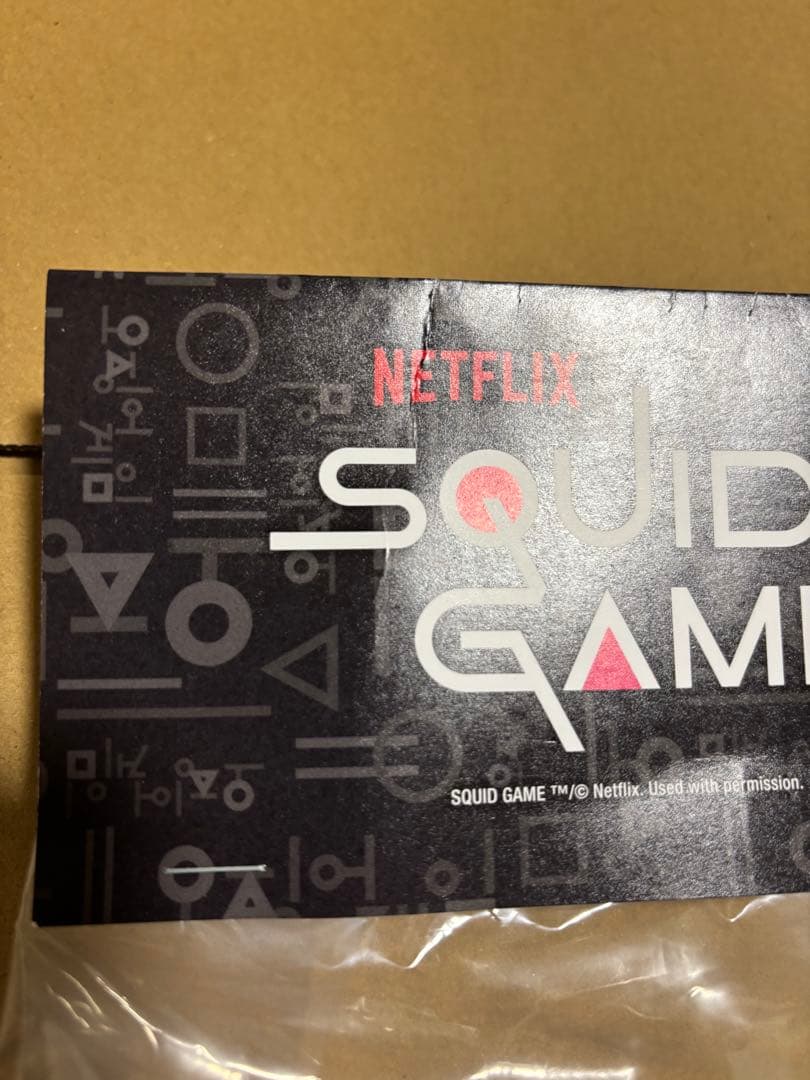 NETFLIX
SQUID
GAM
SQUID GAME ™/© Netflix. Used with permission.